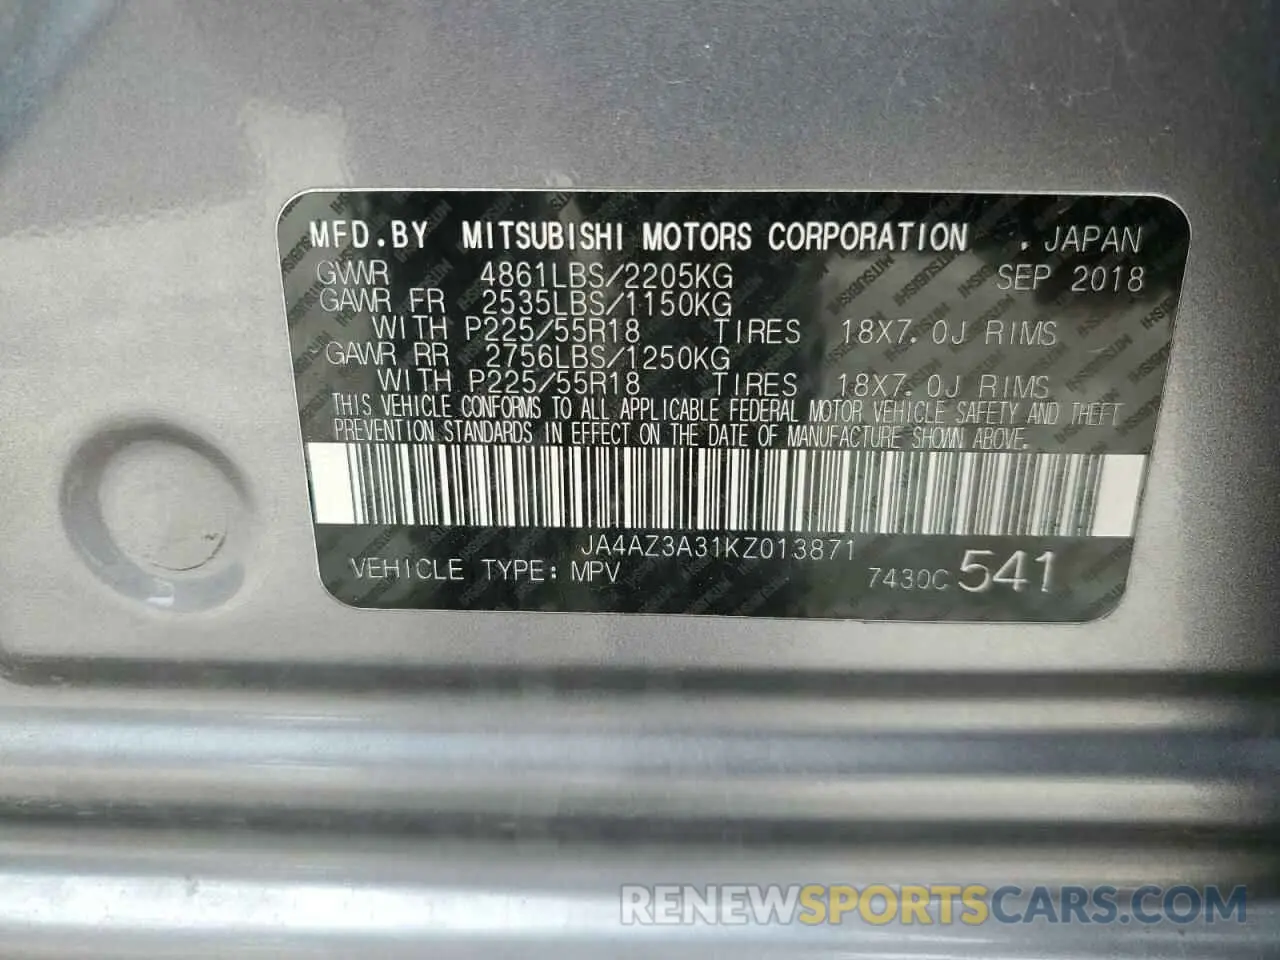 MFD.BY MITSUBISHI MOTORS CORPORATION . JAPAN
GVWR 4861LBS/2205KG SEP 2018
GAWR FR 2535LBS/1150KG
WITH P225/55R18 TIRES 18X7.0J RIMS
GAWR RR 2756LBS/1250KG
WITH P225/55R18 TIRES 18X7.0J RIMS
THIS VEHICLE CONFORMS TO ALL APPLICABLE FEDERAL MOTOR VEHICLE SAFETY AND THEFT
PREVENTION STANDARDS IN EFFECT ON THE DATE OF MANUFACTURE SHOWN ABOVE.
JA4AZ3A31KZ013871
VEHICLE TYPE: MPV 7430C 541
RENEWSPORTSCARS.COM